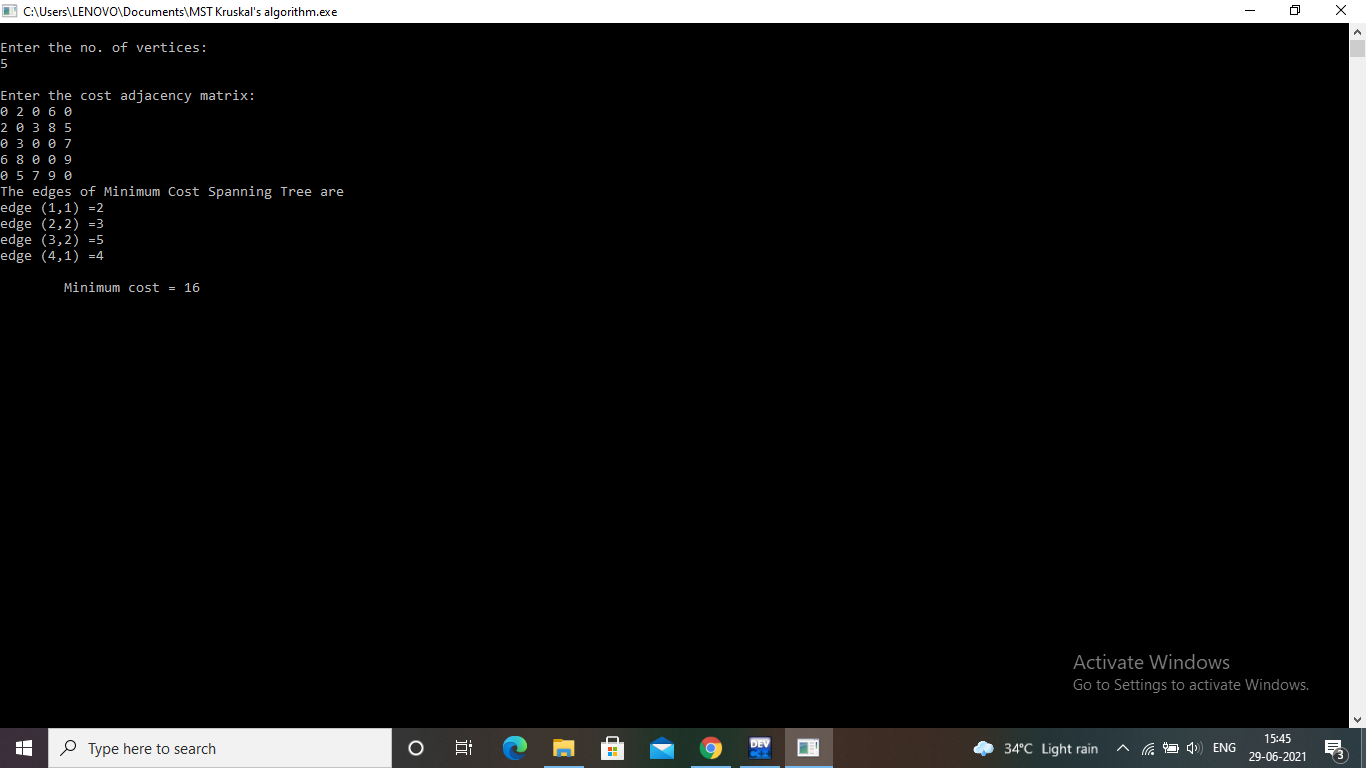 C:\Users\LENOVO\Documents\MST Kruskal's algorithm.exe
Enter the no. of vertices:
5
Enter the cost adjacency matrix:
0 2 0 6 0
2 0 3 8 5
0 3 0 0 7
6 8 0 0 9
0 5 7 9 0
The edges of Minimum Cost Spanning Tree are
edge (1,1) =2
edge (2,2) =3
edge (3,2) =5
edge (4,1) =4
Minimum cost = 16
Activate Windows
Go to Settings to activate Windows.
Type here to search
DEV
34°C Light rain
ENG
15:45
29-06-2021
3